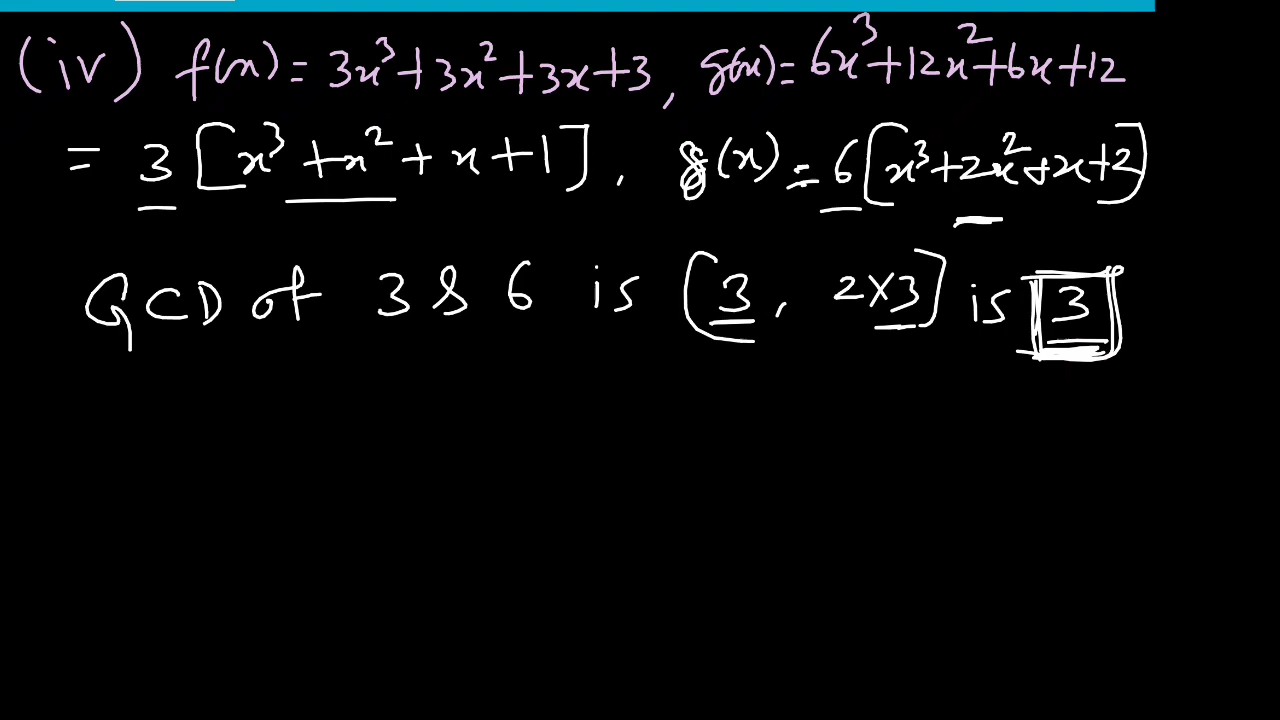 (iv) f(x) = 3x³+3x²+3x+3, g(x) = 6x³+12x²+6x+12
= 3 [x³ + x² + x + 1], g(x) = 6[x³+2x²+x+2]
GCD of 3 & 6 is (3, 2×3) is 3